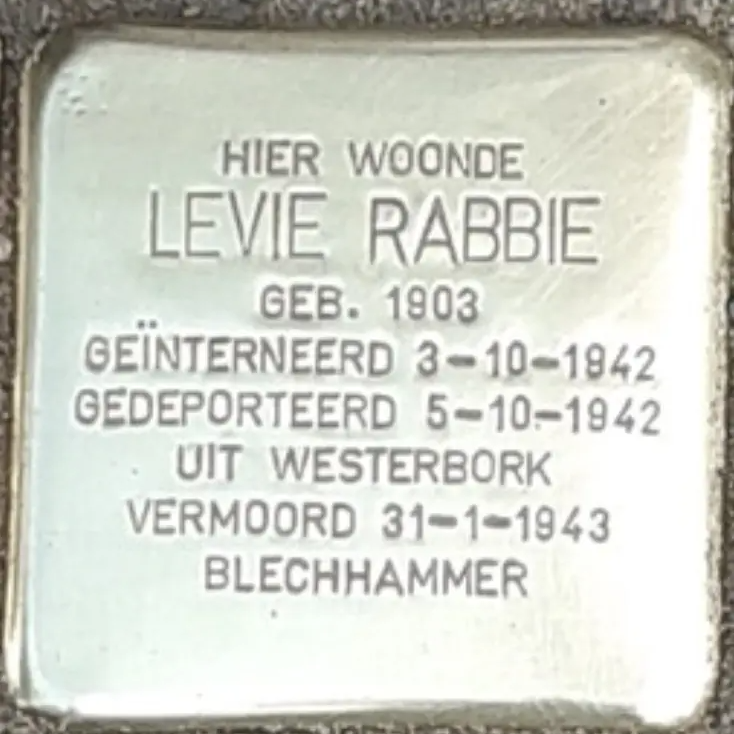 HIER WOONDE
LEVIE RABBIE
GEB. 1903
GEÏNTERNEERD 3-10-1942
GEDEPORTEERD 5-10-1942
UIT WESTERBORK
VERMOORD 31-1-1943
BLECHHAMMER